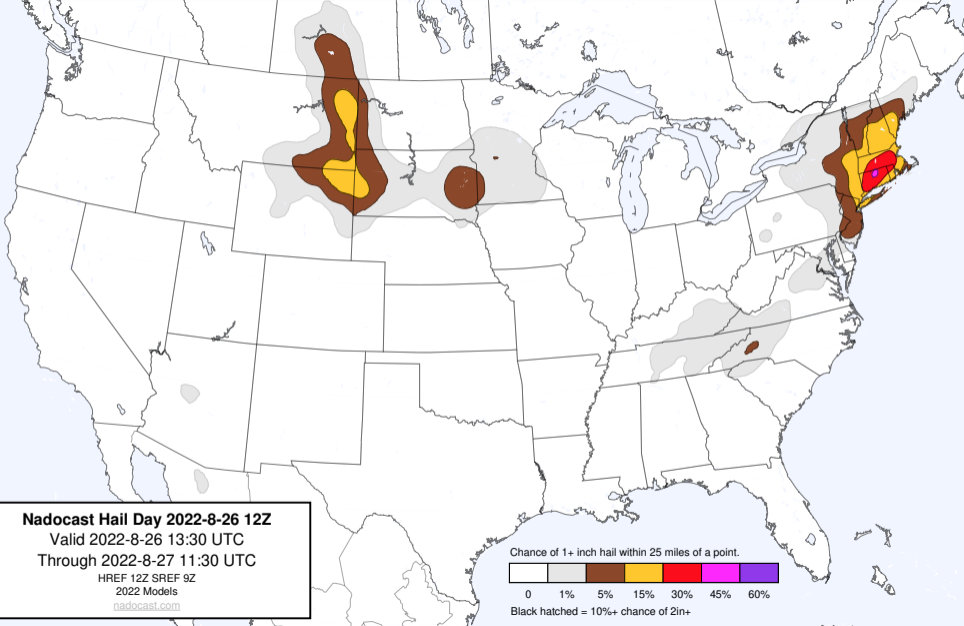 Nadocast Hail Day 2022-8-26 12Z
Valid 2022-8-26 13:30 UTC
Through 2022-8-27 11:30 UTC
HREF 12Z SREF 9Z
2022 Models
nadocast.com
Chance of 1+ inch hail within 25 miles of a point.
0 1% 5% 15% 30% 45% 60%
Black hatched = 10%+ chance of 2in+